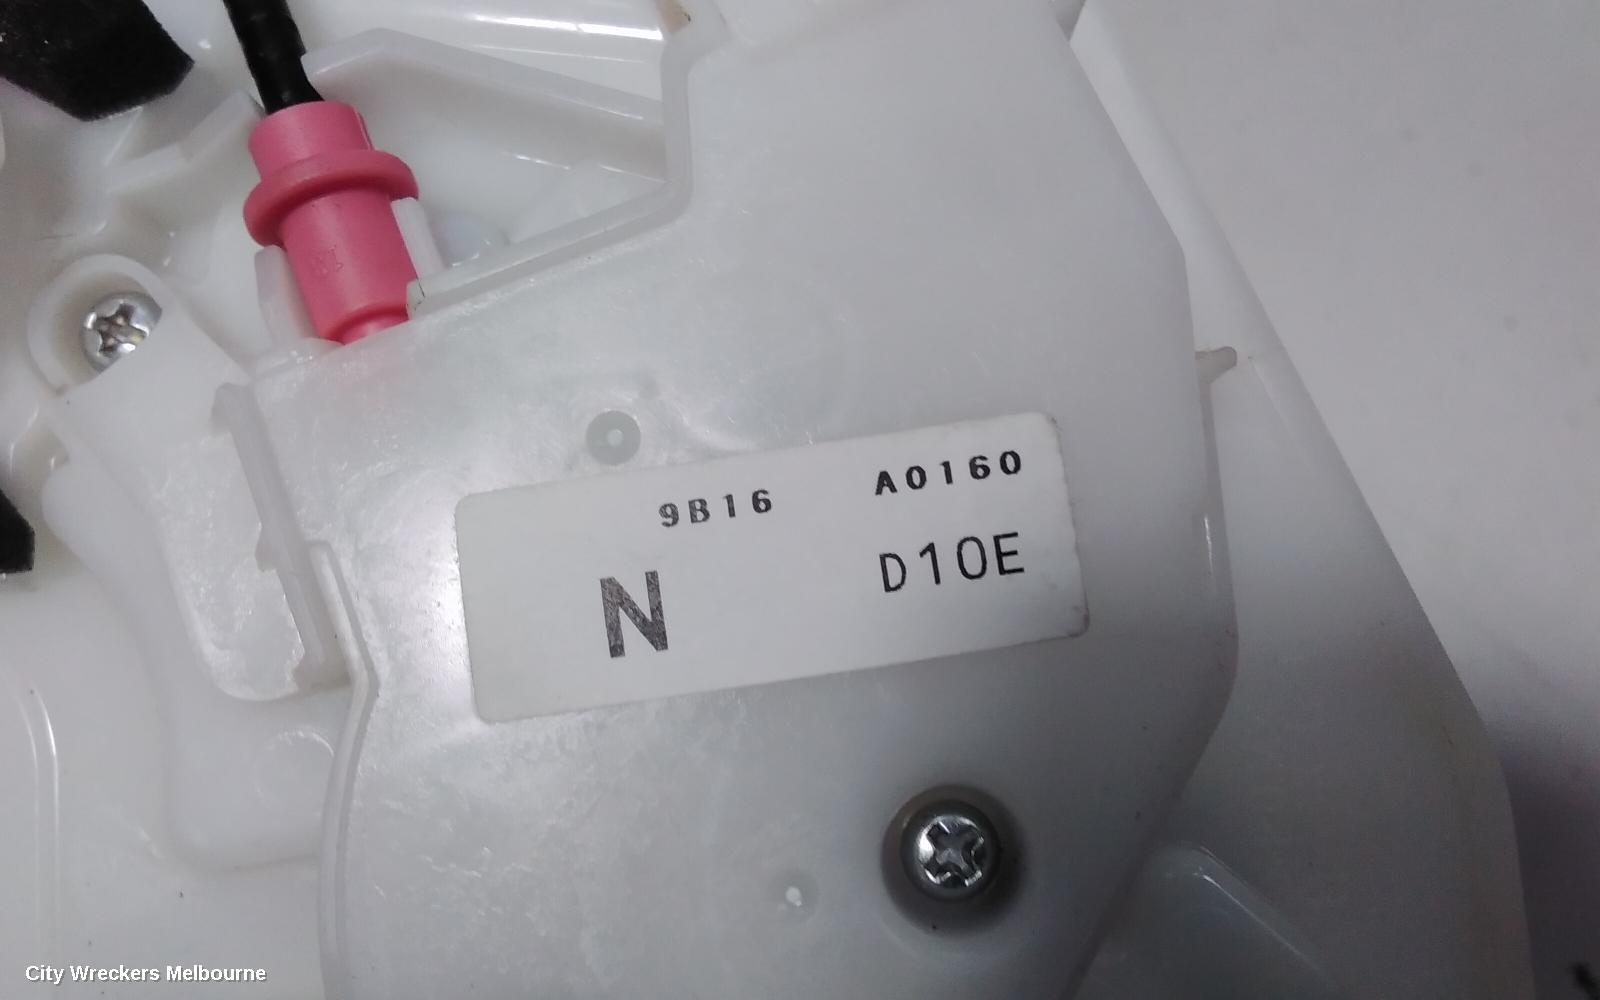 9B16 A0160
N D10E
City Wreckers Melbourne